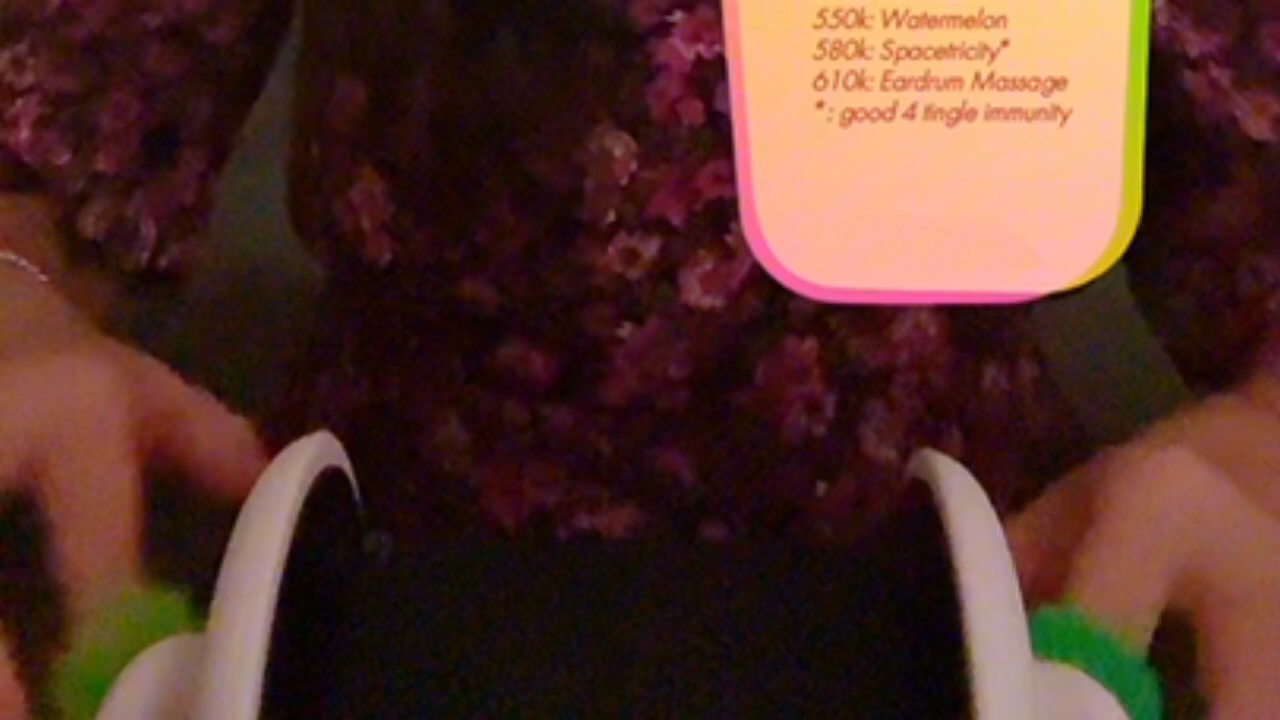 550k: Watermelon
580k: Spacetricity*
610k: Eardrum Massage
*: good 4 tingle immunity